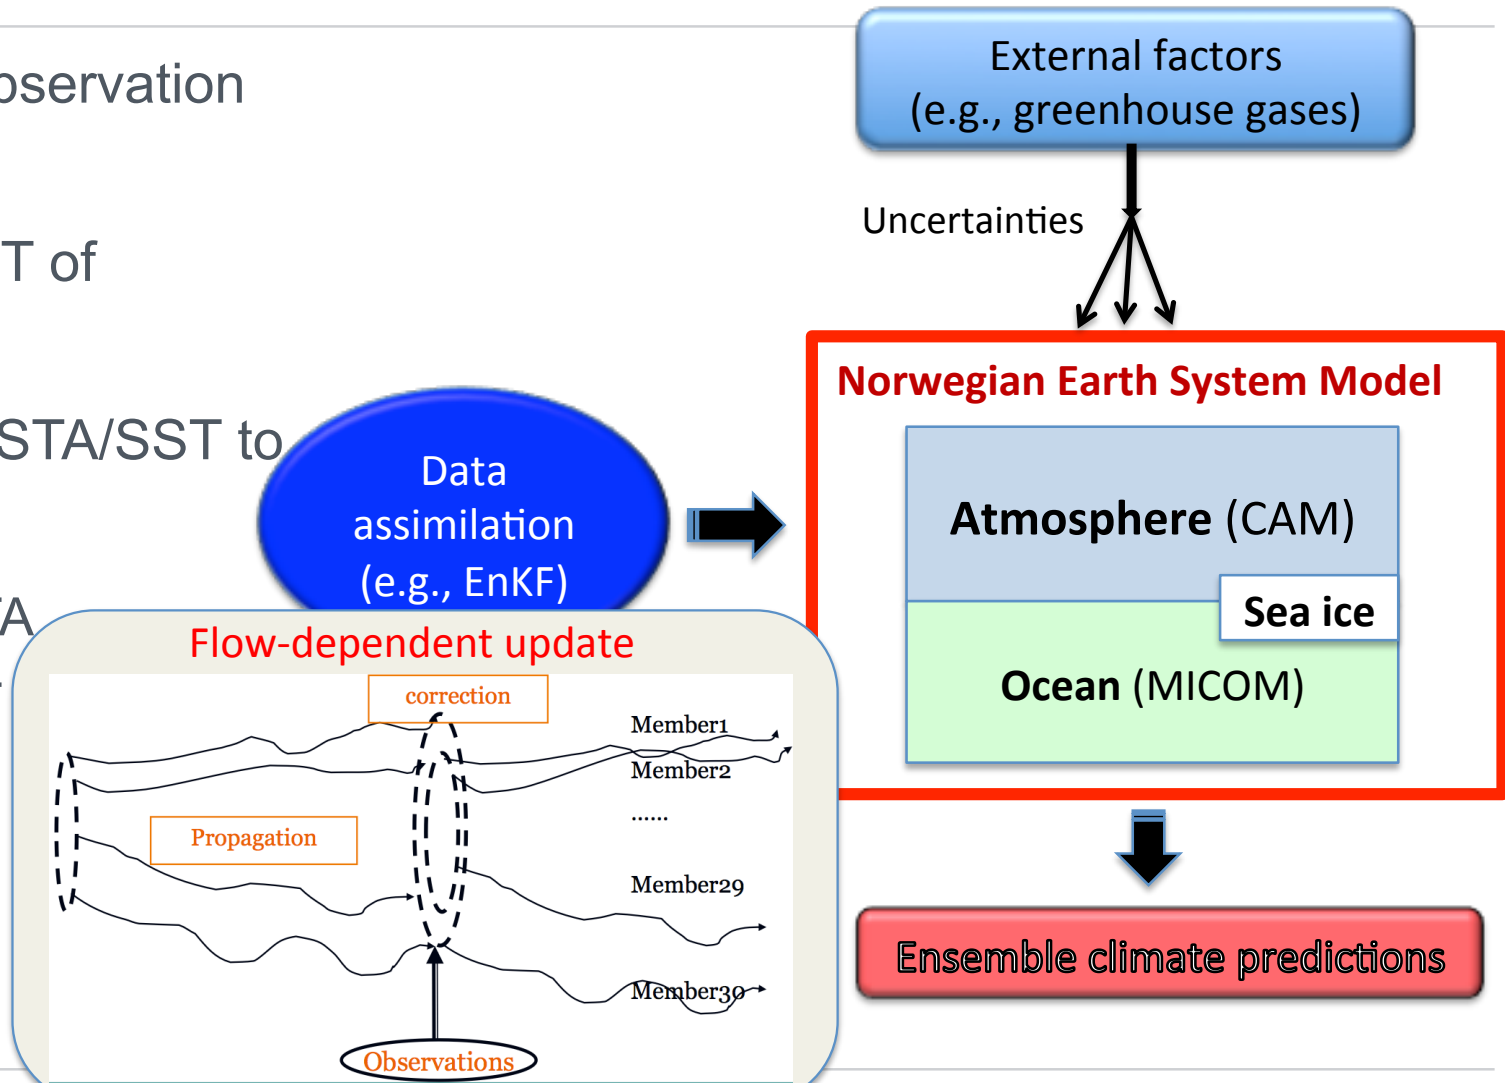 bservation
T of
STA/SST to
TA
External factors
(e.g., greenhouse gases)
Uncertainties
Norwegian Earth System Model
Atmosphere (CAM)
Sea ice
Ocean (MICOM)
Ensemble climate predictions
Data
assimilation
(e.g., EnKF)
Flow-dependent update
correction
Propagation
Member1
Member2
......
Member29
Member30
Observations